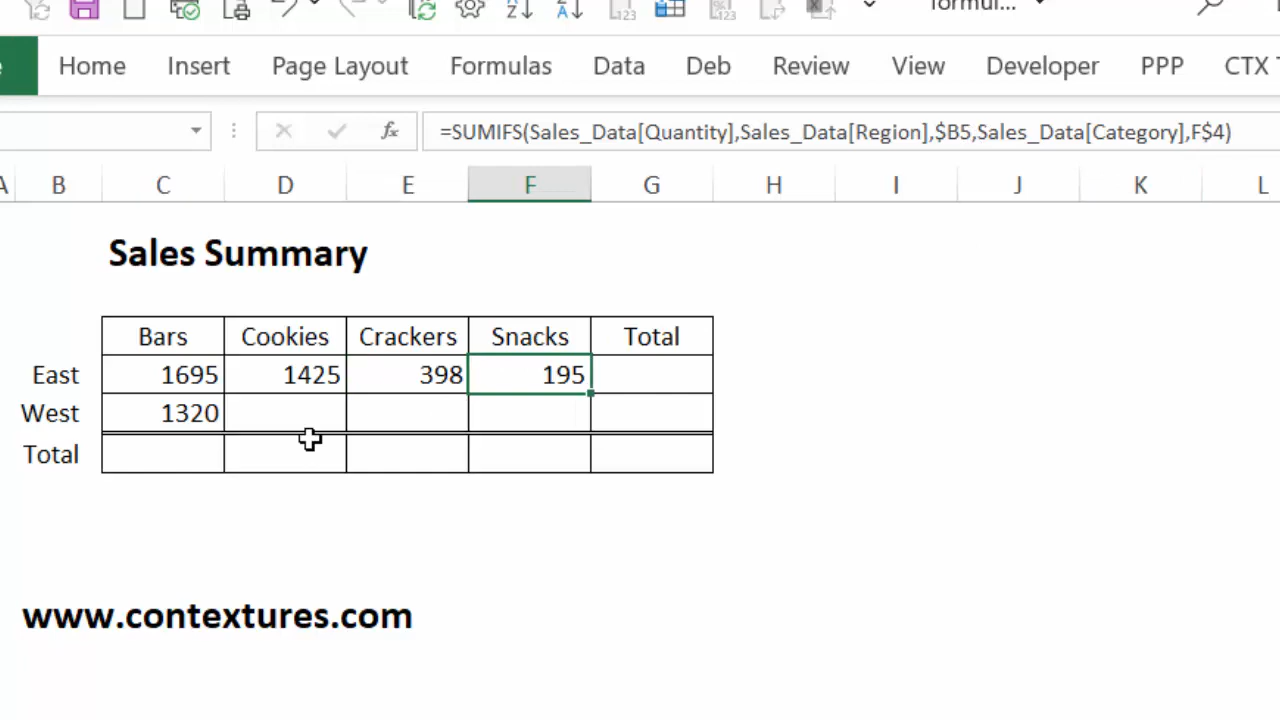 formul...
Home Insert Page Layout Formulas Data Deb Review View Developer PPP CTX
fx =SUMIFS(Sales_Data[Quantity],Sales_Data[Region],$B5,Sales_Data[Category],F$4)
A B C D E F G H I J K L
Sales Summary
Bars Cookies Crackers Snacks Total
East 1695 1425 398 195
West 1320
Total
www.contextures.com